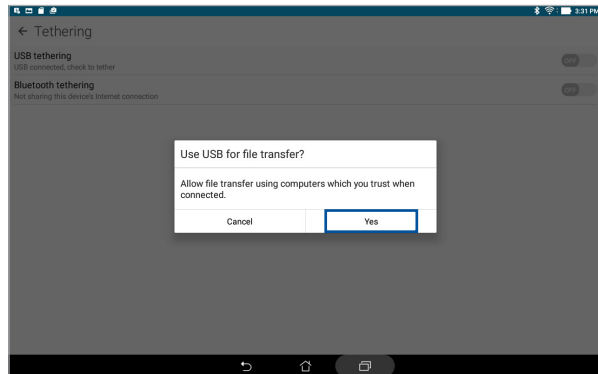 3:31 PM
Tethering
USB tethering
USB connected, check to tether
OFF
Bluetooth tethering
Not sharing this device's Internet connection
OFF
Use USB for file transfer?
Allow file transfer using computers which you trust when
connected.
Cancel Yes